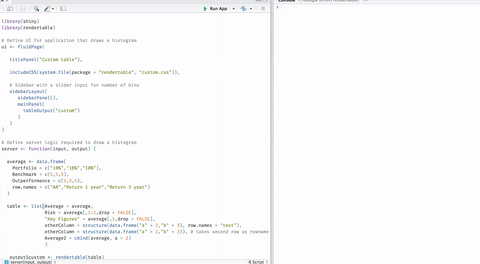 Run App
Console
library(shiny)
library(rendertable)
# Define UI for application that draws a histogram
ui <- fluidPage(
titlePanel("Custom table"),
includeCSS(system.file(package = "rendertable", "custom.css")),
# Sidebar with a slider input for number of bins
sidebarLayout(
sidebarPanel(),
mainPanel(
tableOutput("custom")
)
)
)
# Define server logic required to draw a histogram
server <- function(input, output) {
average <- data.frame(
Portfolio = c("10%","10%","10%"),
Benchmark = c(5,5,5),
Outperformance = c(5,5,5),
row.names = c("AR","Return 1 year","Return 3 year")
)
table <- list(Average = average,
Risk = average[,1:2,drop = FALSE],
"Key Figures" = average[,3,drop = FALSE],
otherColumn = structure(data.frame("a" = 2,"b" = 3), row.names = "test"),
otherColumn = structure(data.frame("a" = 2,"b" = 2)), # takes second row as rowname
Average2 = cbind(average, a = 2)
)
output$custom <- rendertable(table)
server(input, output)
R Script